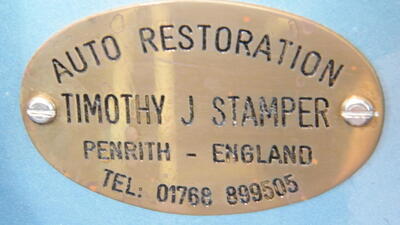 AUTO RESTORATION
TIMOTHY J STAMPER
PENRITH - ENGLAND
TEL: 01768 899505